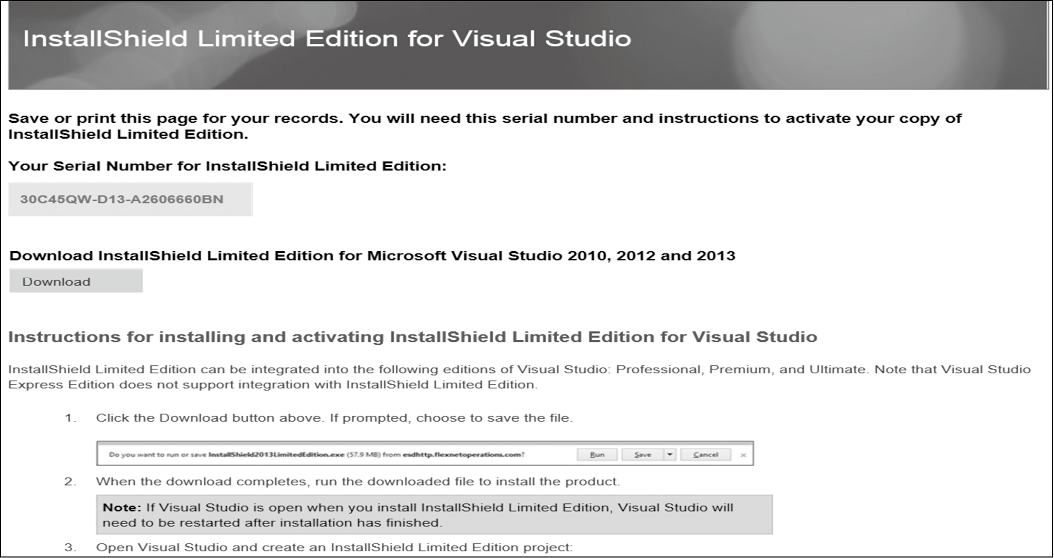 InstallShield Limited Edition for Visual Studio
Save or print this page for your records. You will need this serial number and instructions to activate your copy of
InstallShield Limited Edition.
Your Serial Number for InstallShield Limited Edition:
30C45QW-D13-A2606660BN
Download InstallShield Limited Edition for Microsoft Visual Studio 2010, 2012 and 2013
Download
Instructions for installing and activating InstallShield Limited Edition for Visual Studio
InstallShield Limited Edition can be integrated into the following editions of Visual Studio: Professional, Premium, and Ultimate. Note that Visual Studio
Express Edition does not support integration with InstallShield Limited Edition.
1. Click the Download button above. If prompted, choose to save the file.
Do you want to run or save InstallShield2013LimitedEdition.exe (57.9 MB) from esdhttp.flexnetoperations.com? Run Save Cancel ×
2. When the download completes, run the downloaded file to install the product.
Note: If Visual Studio is open when you install InstallShield Limited Edition, Visual Studio will
need to be restarted after installation has finished.
3. Open Visual Studio and create an InstallShield Limited Edition project: